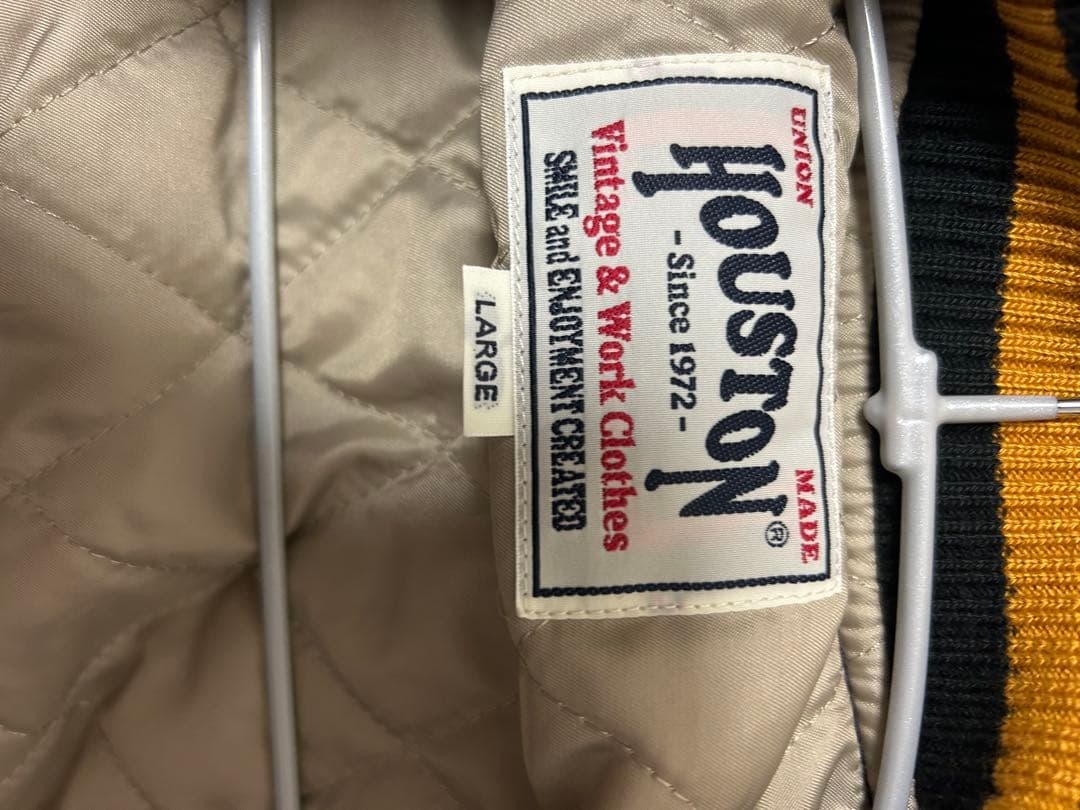 UNION MADE
HOUSTON®
-Since 1972-
Vintage & Work Clothes
SMILE and ENJOYMENT CREATED
LARGE